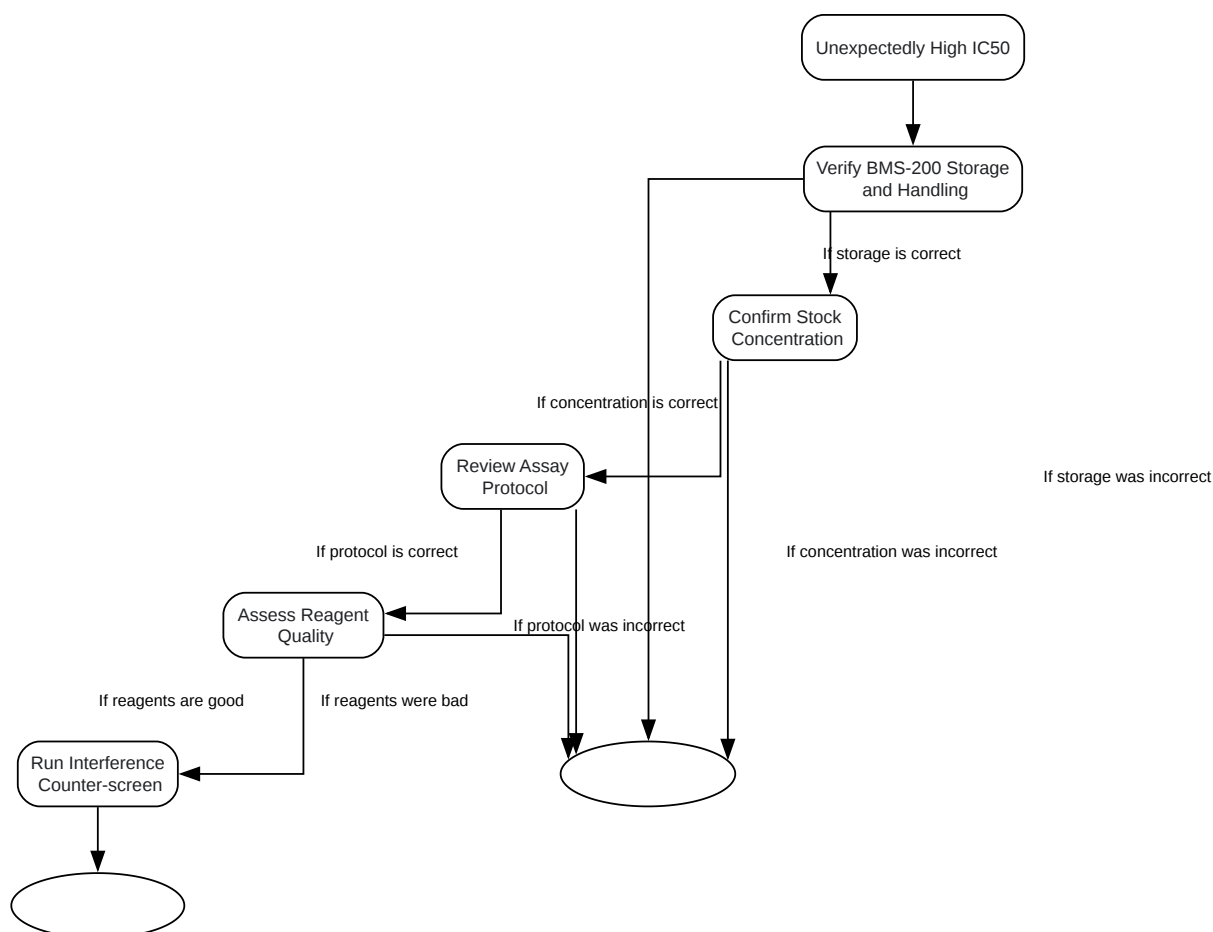 Unexpectedly High IC50
Verify BMS-200 Storage
and Handling
If storage is correct
Confirm Stock
Concentration
If concentration is correct
Review Assay
Protocol
If storage was incorrect
If protocol is correct
If concentration was incorrect
Assess Reagent
Quality
If protocol was incorrect
If reagents are good
If reagents were bad
Run Interference
Counter-screen